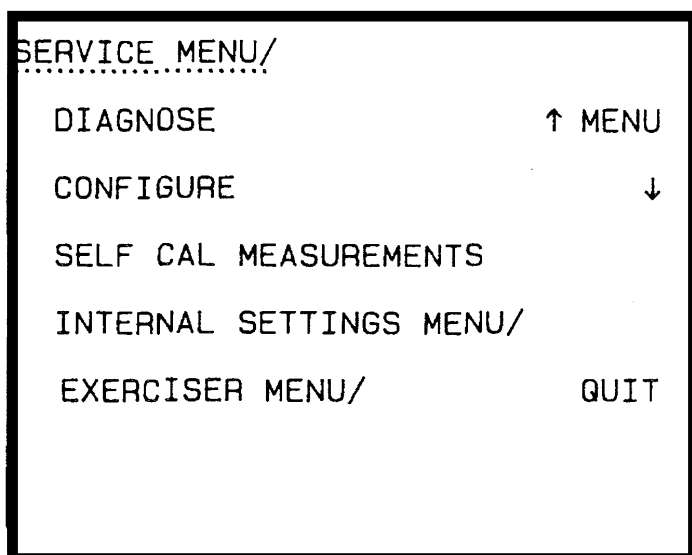 SERVICE MENU/
DIAGNOSE ↑ MENU
CONFIGURE ↓
SELF CAL MEASUREMENTS
INTERNAL SETTINGS MENU/
EXERCISER MENU/ QUIT